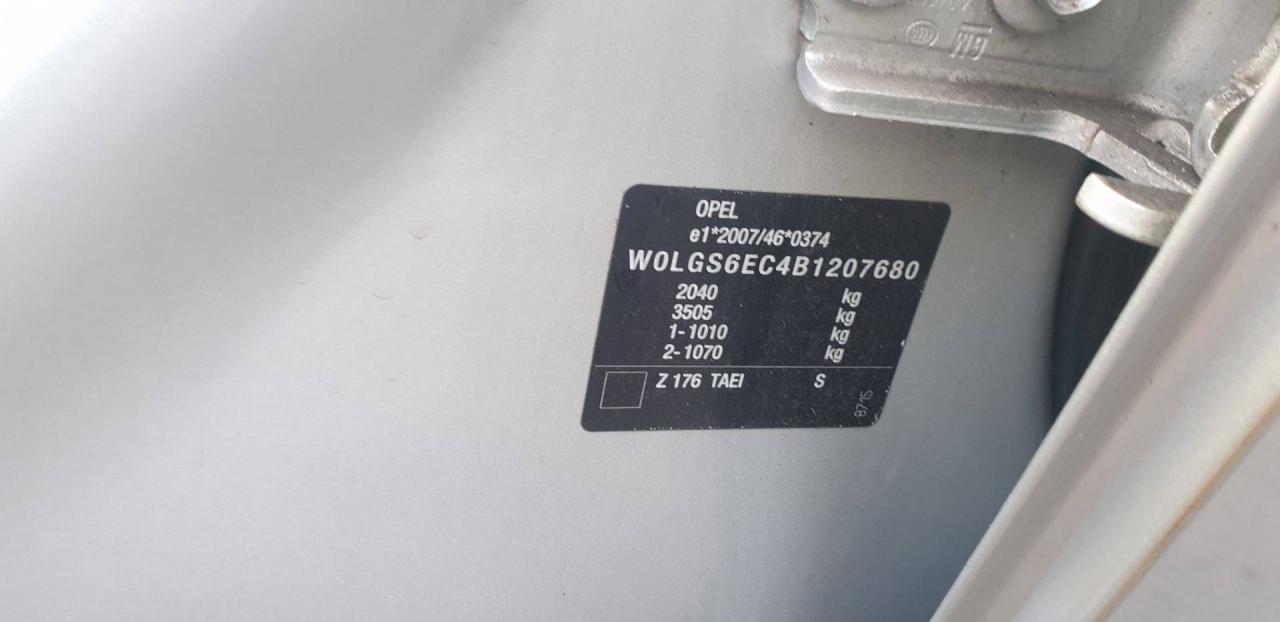 GM
OPEL
e1*2007/46*0374
W0LGS6EC4B1207680
2040 kg
3505 kg
1-1010 kg
2-1070 kg
Z 176 TAEI S
8715